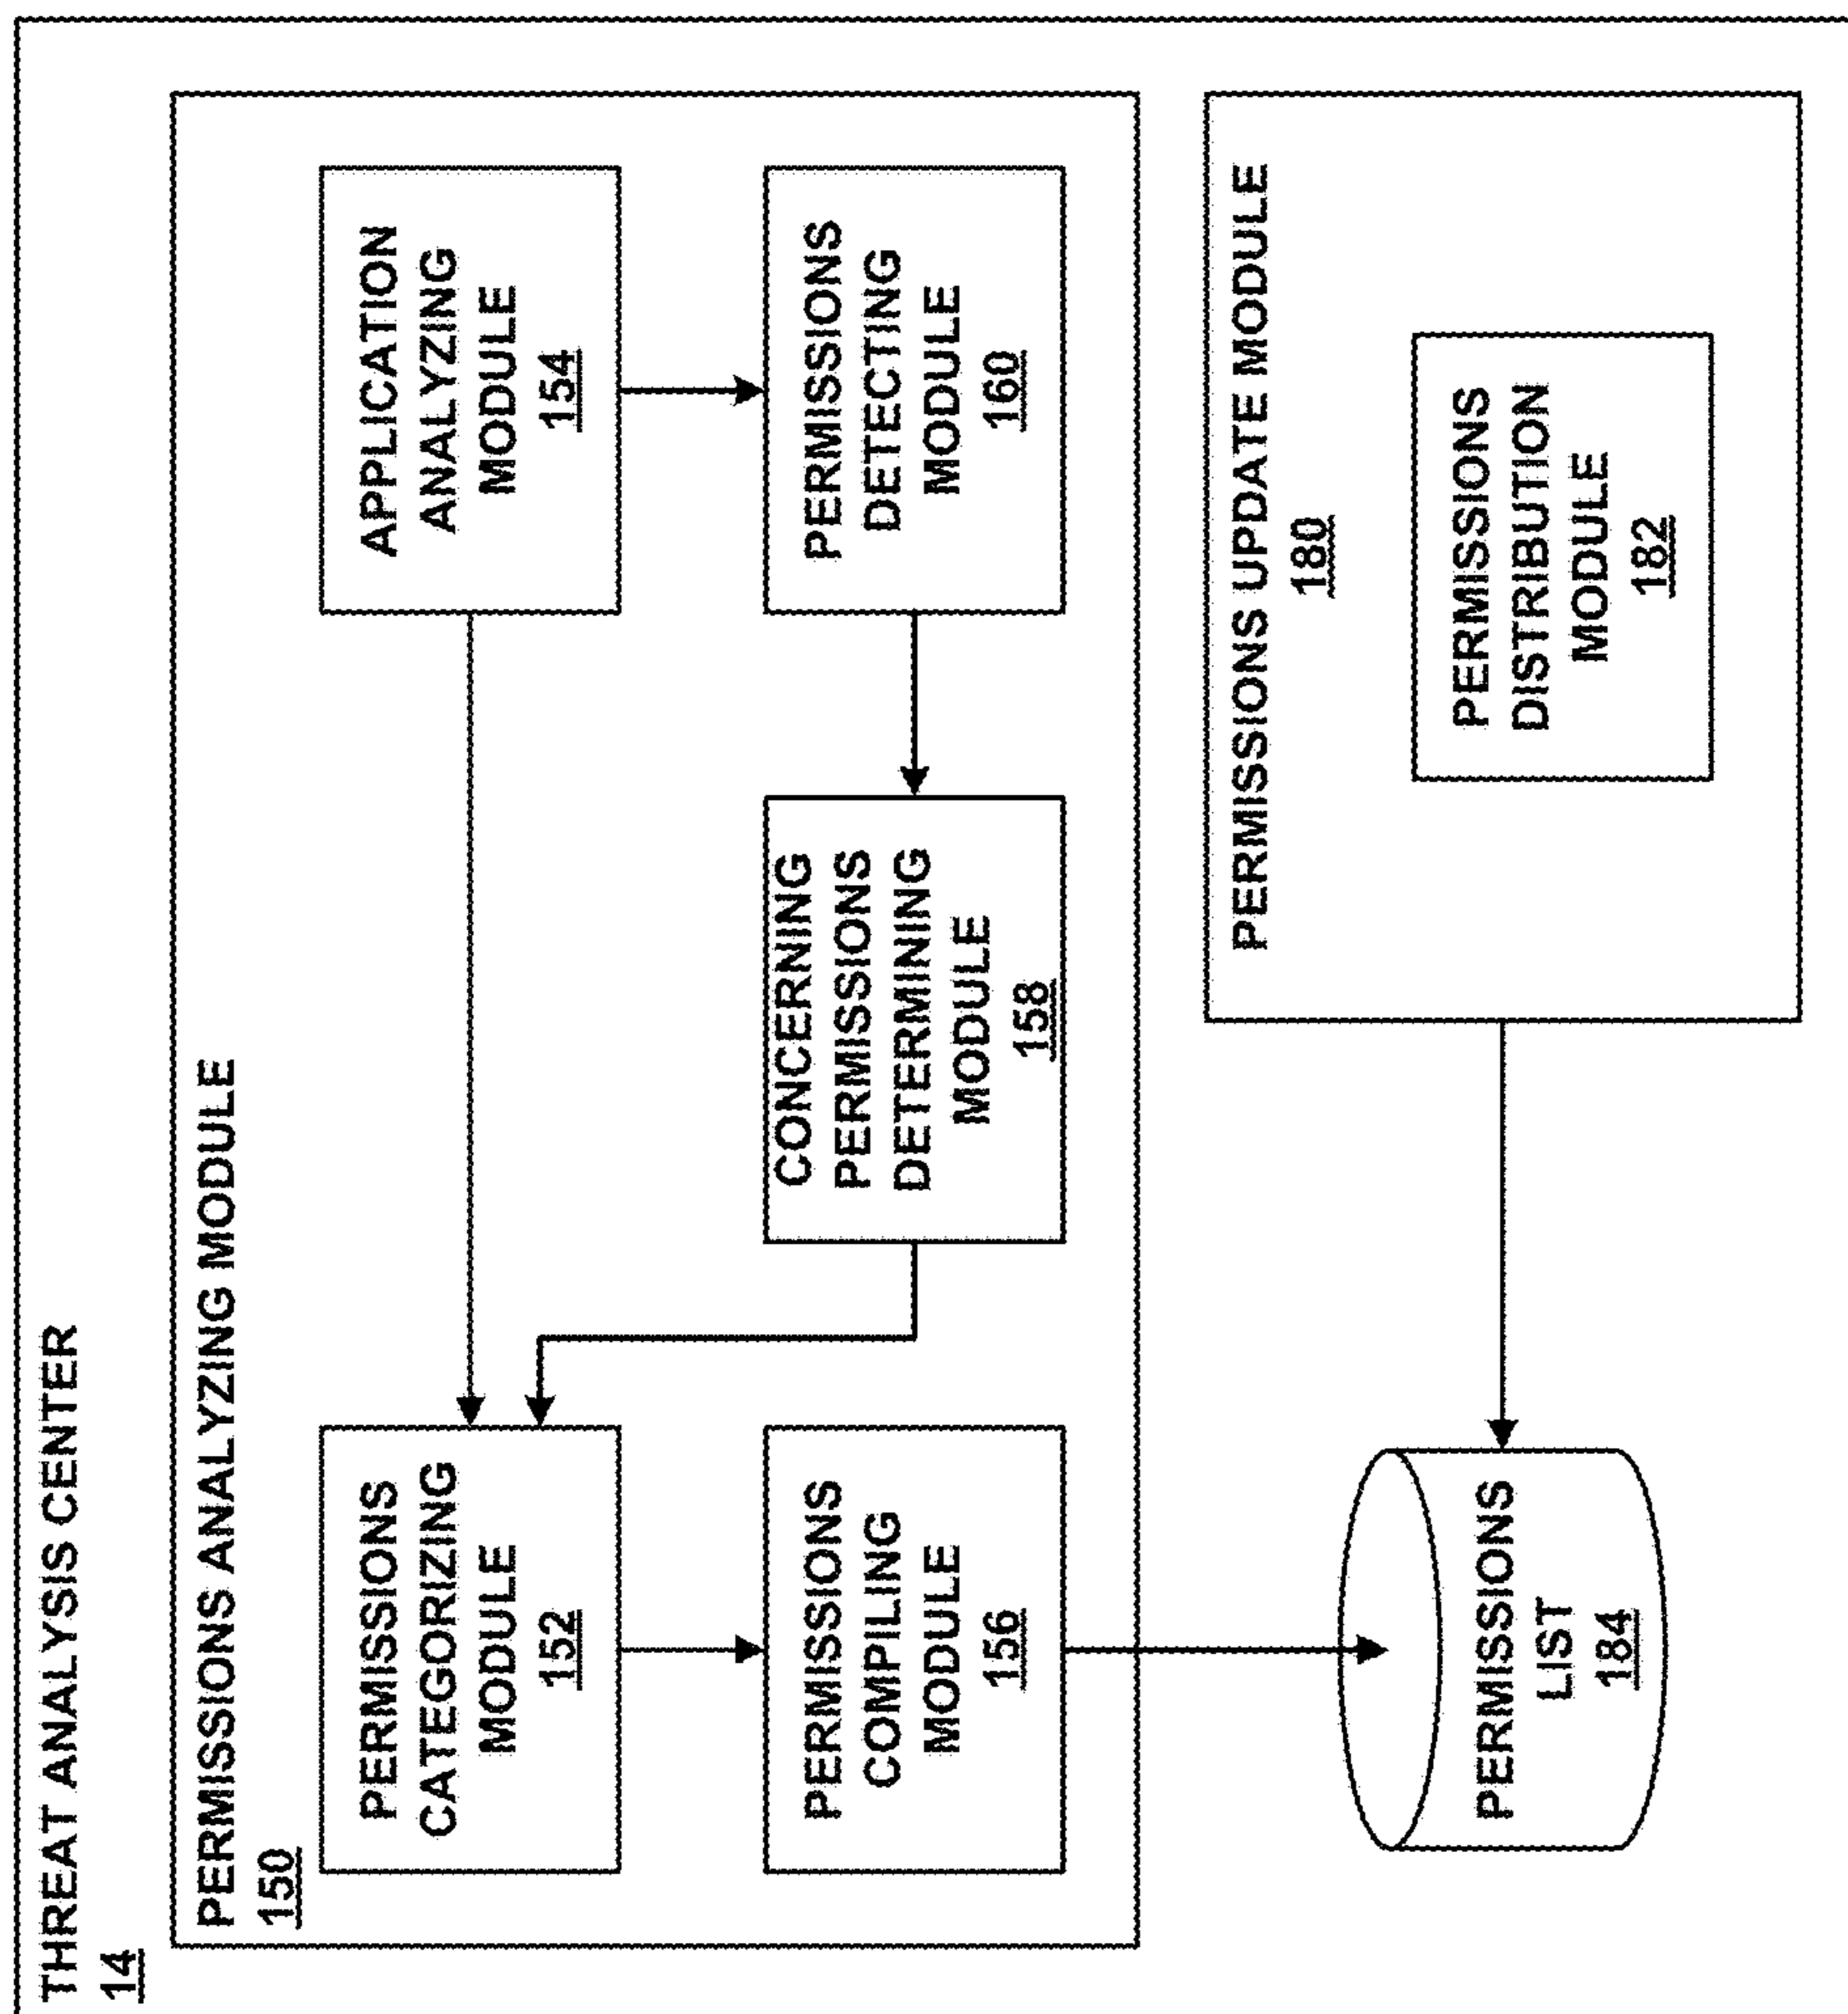 THREAT ANALYSIS CENTER
14
PERMISSIONS ANALYZING MODULE
150
PERMISSIONS
CATEGORIZING
MODULE
152
APPLICATION
ANALYZING
MODULE
154
PERMISSIONS
COMPILING
MODULE
156
CONCERNING
PERMISSIONS
DETERMINING
MODULE
158
PERMISSIONS
DETECTING
MODULE
160
PERMISSIONS UPDATE MODULE
180
PERMISSIONS
DISTRIBUTION
MODULE
182
PERMISSIONS
LIST
184